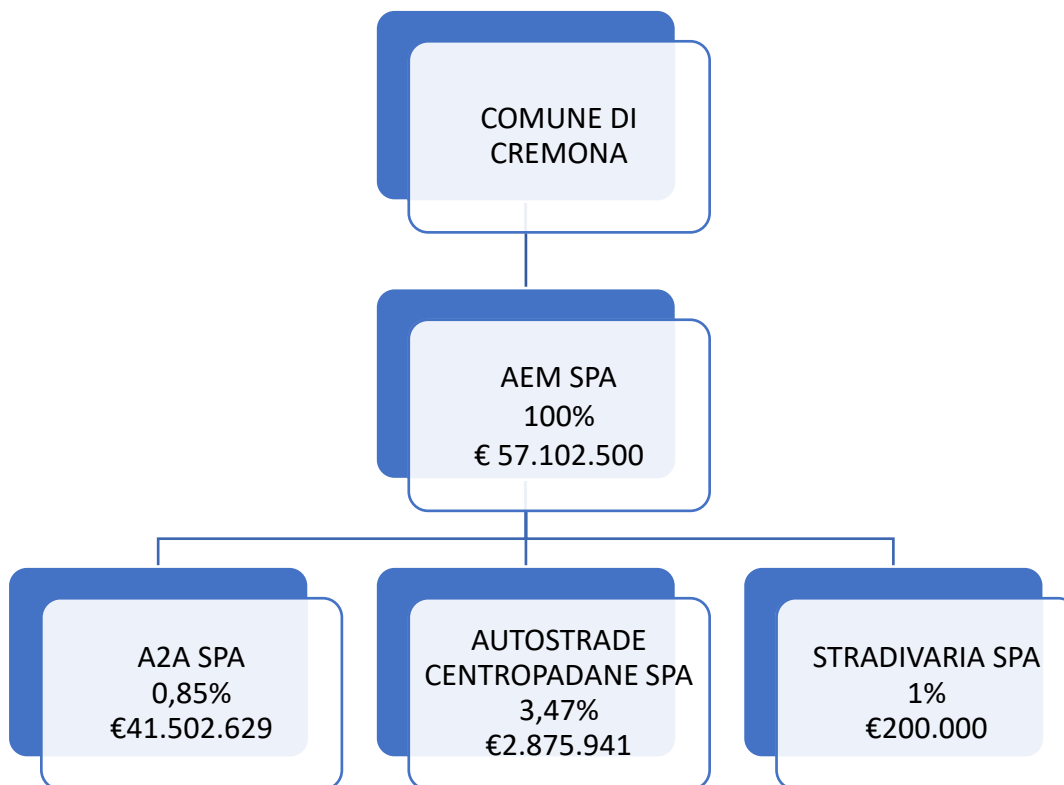 COMUNE DI
CREMONA
AEM SPA
100%
€ 57.102.500
A2A SPA
0,85%
€41.502.629
AUTOSTRADE
CENTROPADANE SPA
3,47%
€2.875.941
STRADIVARIA SPA
1%
€200.000